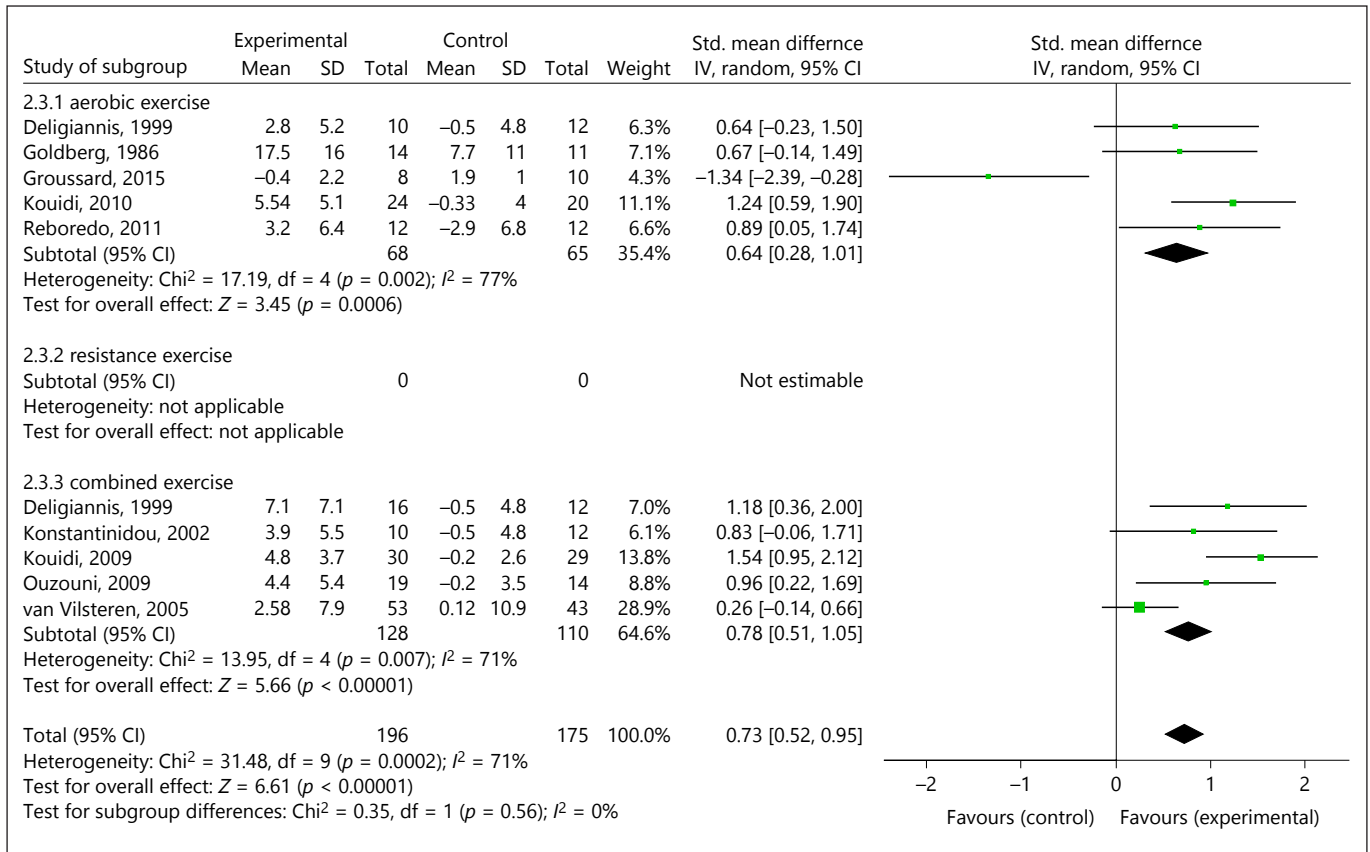 Experimental Control Std. mean differnce Std. mean differnce
Study of subgroup Mean SD Total Mean SD Total Weight IV, random, 95% CI IV, random, 95% CI
2.3.1 aerobic exercise
Deligiannis, 1999 2.8 5.2 10 –0.5 4.8 12 6.3% 0.64 [–0.23, 1.50]
Goldberg, 1986 17.5 16 14 7.7 11 11 7.1% 0.67 [–0.14, 1.49]
Groussard, 2015 –0.4 2.2 8 1.9 1 10 4.3% –1.34 [–2.39, –0.28]
Kouidi, 2010 5.54 5.1 24 –0.33 4 20 11.1% 1.24 [0.59, 1.90]
Reboredo, 2011 3.2 6.4 12 –2.9 6.8 12 6.6% 0.89 [0.05, 1.74]
Subtotal (95% CI) 68 65 35.4% 0.64 [0.28, 1.01]
Heterogeneity: Chi² = 17.19, df = 4 (p = 0.002); I² = 77%
Test for overall effect: Z = 3.45 (p = 0.0006)
2.3.2 resistance exercise
Subtotal (95% CI) 0 0 Not estimable
Heterogeneity: not applicable
Test for overall effect: not applicable
2.3.3 combined exercise
Deligiannis, 1999 7.1 7.1 16 –0.5 4.8 12 7.0% 1.18 [0.36, 2.00]
Konstantinidou, 2002 3.9 5.5 10 –0.5 4.8 12 6.1% 0.83 [–0.06, 1.71]
Kouidi, 2009 4.8 3.7 30 –0.2 2.6 29 13.8% 1.54 [0.95, 2.12]
Ouzouni, 2009 4.4 5.4 19 –0.2 3.5 14 8.8% 0.96 [0.22, 1.69]
van Vilsteren, 2005 2.58 7.9 53 0.12 10.9 43 28.9% 0.26 [–0.14, 0.66]
Subtotal (95% CI) 128 110 64.6% 0.78 [0.51, 1.05]
Heterogeneity: Chi² = 13.95, df = 4 (p = 0.007); I² = 71%
Test for overall effect: Z = 5.66 (p < 0.00001)
Total (95% CI) 196 175 100.0% 0.73 [0.52, 0.95]
Heterogeneity: Chi² = 31.48, df = 9 (p = 0.0002); I² = 71%
Test for overall effect: Z = 6.61 (p < 0.00001)
Test for subgroup differences: Chi² = 0.35, df = 1 (p = 0.56); I² = 0%
–2 –1 0 1 2
Favours (control) Favours (experimental)